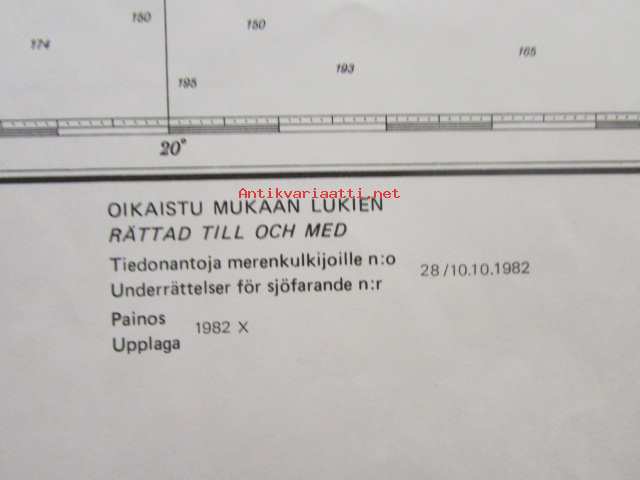 150 150
174 193 165
195
20°
Antikvariaatti.net
OIKAISTU MUKAAN LUKIEN
RÄTTAD TILL OCH MED
Tiedonantoja merenkulkijoille n:o
28/10.10.1982
Underrättelser för sjöfarande n:r
Painos
1982 X
Upplaga